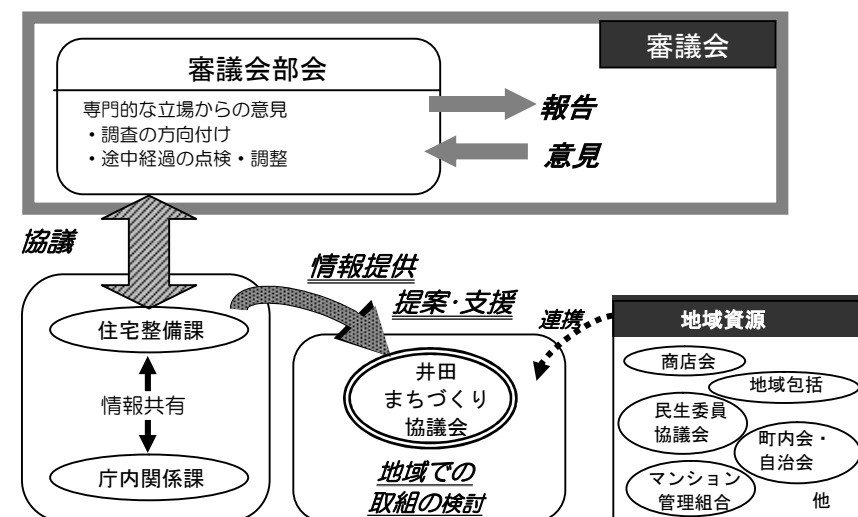 審議会
審議会部会
専門的な立場からの意見
・調査の方向付け
・途中経過の点検・調整
報告
意見
協議
情報提供
提案・支援
連携
住宅整備課
情報共有
庁内関係課
井田
まちづくり
協議会
地域での
取組の検討
地域資源
商店会
地域包括
民生委員
協議会
町内会・
自治会
マンション
管理組合
他